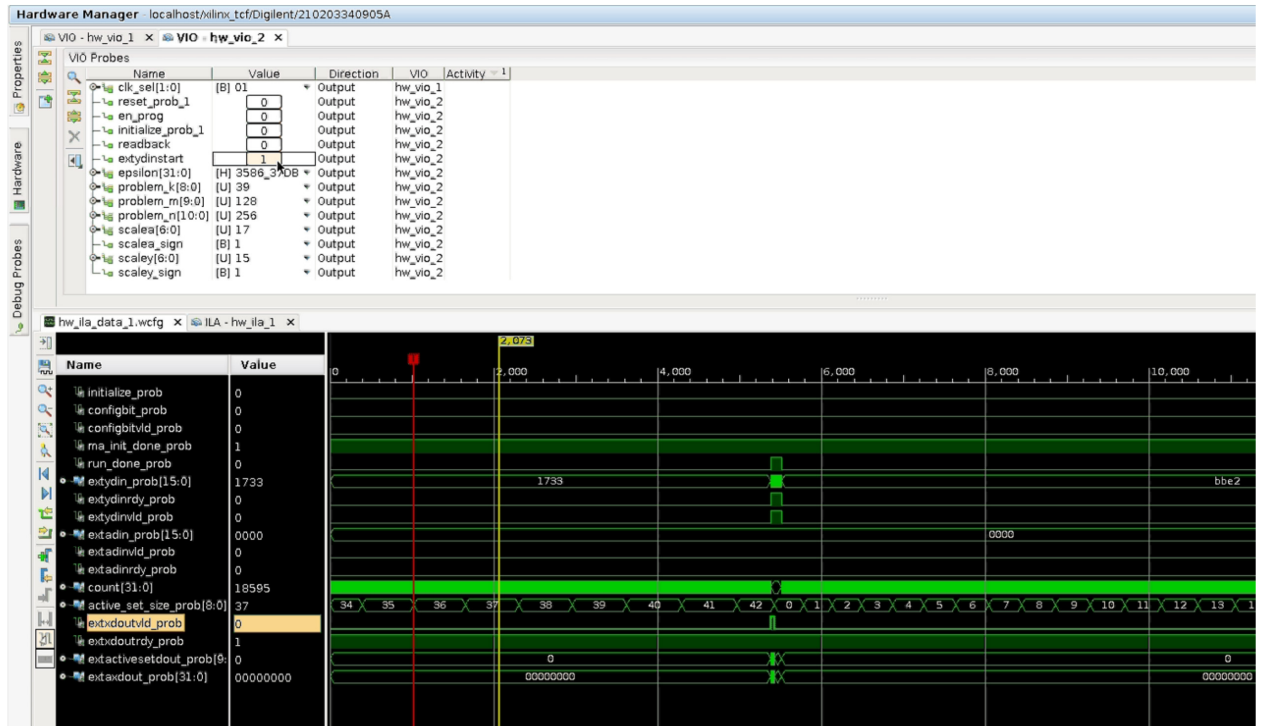 Hardware Manager - localhost/xilinx_tcf/Digilent/210203340905A
Properties
Hardware
Debug Probes
VIO - hw_vio_1 VIO - hw_vio_2
VIO Probes
Name Value Direction VIO Activity 1
clk_sel[1:0] [B] 01 Output hw_vio_1
reset_prob_1 0 Output hw_vio_2
en_prog 0 Output hw_vio_2
initialize_prob_1 0 Output hw_vio_2
readback 0 Output hw_vio_2
extydinstart 1 Output hw_vio_2
epsilon[31:0] [H] 3586_37DB Output hw_vio_2
problem_k[8:0] [U] 39 Output hw_vio_2
problem_m[9:0] [U] 128 Output hw_vio_2
problem_n[10:0] [U] 256 Output hw_vio_2
scalea[6:0] [U] 17 Output hw_vio_2
scalea_sign [B] 1 Output hw_vio_2
scaley[6:0] [U] 15 Output hw_vio_2
scaley_sign [B] 1 Output hw_vio_2
hw_ila_data_1.wcfg ILA - hw_ila_1
2,073
Name Value 0 2,000 4,000 6,000 8,000 10,000
initialize_prob 0
configbit_prob 0
configbitvld_prob 0
ma_init_done_prob 1
run_done_prob 0
extydin_prob[15:0] 1733 1733 bbe2
extydinrdy_prob 0
extydinvld_prob 0
extadin_prob[15:0] 0000 0000
extadinvld_prob 0
extadinrdy_prob 0
count[31:0] 18595
active_set_size_prob[8:0] 37 34 35 36 37 38 39 40 41 42 0 1 2 3 4 5 6 7 8 9 10 11 12 13 1
extxdoutvld_prob 0
extxdoutrdy_prob 1
extactivesetdout_prob[9: 0 0 0
extaxdout_prob[31:0] 00000000 00000000 00000000